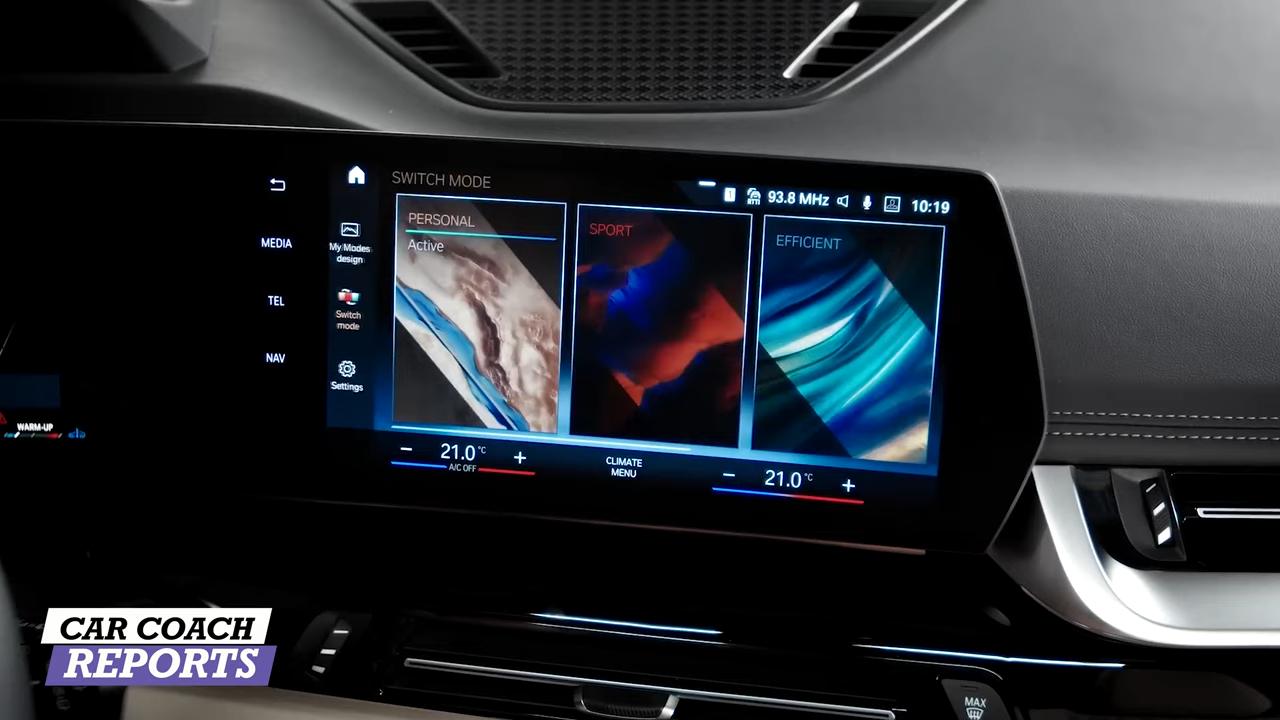 SWITCH MODE
93.8 MHz
10:19
MEDIA
TEL
NAV
My Modes
design
Switch
mode
Settings
PERSONAL
Active
SPORT
EFFICIENT
WARM-UP
− 21.0 °C +
A/C OFF
CLIMATE
MENU
− 21.0 °C +
MAX
CAR COACH
REPORTS